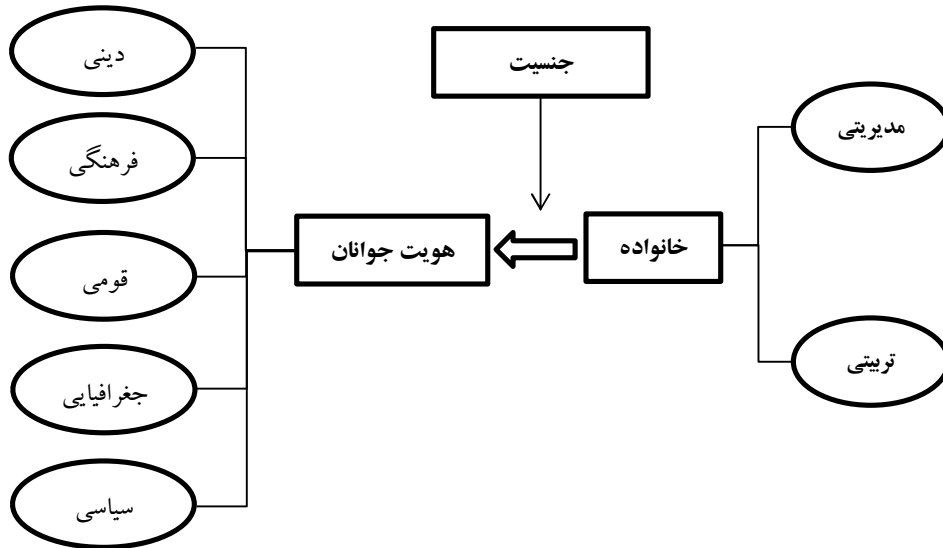 دینی
جنسیت
مدیریتی
فرهنگی
هویت جوانان
خانواده
قومی
تربیتی
جغرافیایی
سیاسی